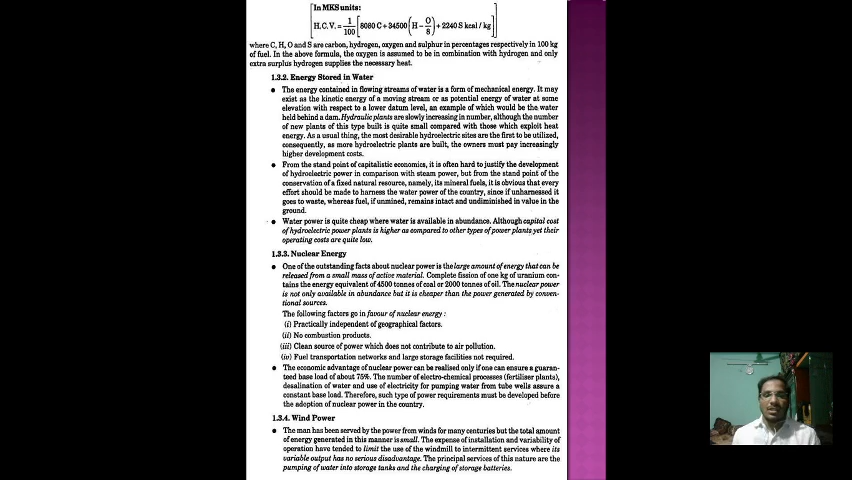 In MKS units:
H.C.V. = 1/100 [8080 C + 34500 (H − O/8) + 2240 S kcal / kg]
where C, H, O and S are carbon, hydrogen, oxygen and sulphur in percentages respectively in 100 kg
of fuel. In the above formula, the oxygen is assumed to be in combination with hydrogen and only
extra surplus hydrogen supplies the necessary heat.
1.3.2. Energy Stored in Water
● The energy contained in flowing streams of water is a form of mechanical energy. It may
exist as the kinetic energy of a moving stream or as potential energy of water at some
elevation with respect to a lower datum level, an example of which would be the water
held behind a dam. Hydraulic plants are slowly increasing in number, although the number
of new plants of this type built is quite small compared with those which exploit heat
energy. As a usual thing, the most desirable hydroelectric sites are the first to be utilized,
consequently, as more hydroelectric plants are built, the owners must pay increasingly
higher development costs.
● From the stand point of capitalistic economics, it is often hard to justify the development
of hydroelectric power in comparison with steam power, but from the stand point of the
conservation of a fixed natural resource, namely, its mineral fuels, it is obvious that every
effort should be made to harness the water power of the country, since if unharnessed it
goes to waste, whereas fuel, if unmined, remains intact and undiminished in value in the
ground.
● Water power is quite cheap where water is available in abundance. Although capital cost
of hydroelectric power plants is higher as compared to other types of power plants yet their
operating costs are quite low.
1.3.3. Nuclear Energy
● One of the outstanding facts about nuclear power is the large amount of energy that can be
released from a small mass of active material. Complete fission of one kg of uranium con-
tains the energy equivalent of 4500 tonnes of coal or 2000 tonnes of oil. The nuclear power
is not only available in abundance but it is cheaper than the power generated by conven-
tional sources.
The following factors go in favour of nuclear energy :
(i) Practically independent of geographical factors.
(ii) No combustion products.
(iii) Clean source of power which does not contribute to air pollution.
(iv) Fuel transportation networks and large storage facilities not required.
● The economic advantage of nuclear power can be realised only if one can ensure a guaran-
teed base load of about 75%. The number of electro-chemical processes (fertiliser plants),
desalination of water and use of electricity for pumping water from tube wells assure a
constant base load. Therefore, such type of power requirements must be developed before
the adoption of nuclear power in the country.
1.3.4. Wind Power
● The man has been served by the power from winds for many centuries but the total amount
of energy generated in this manner is small. The expense of installation and variability of
operation have tended to limit the use of the windmill to intermittent services where its
variable output has no serious disadvantage. The principal services of this nature are the
pumping of water into storage tanks and the charging of storage batteries.